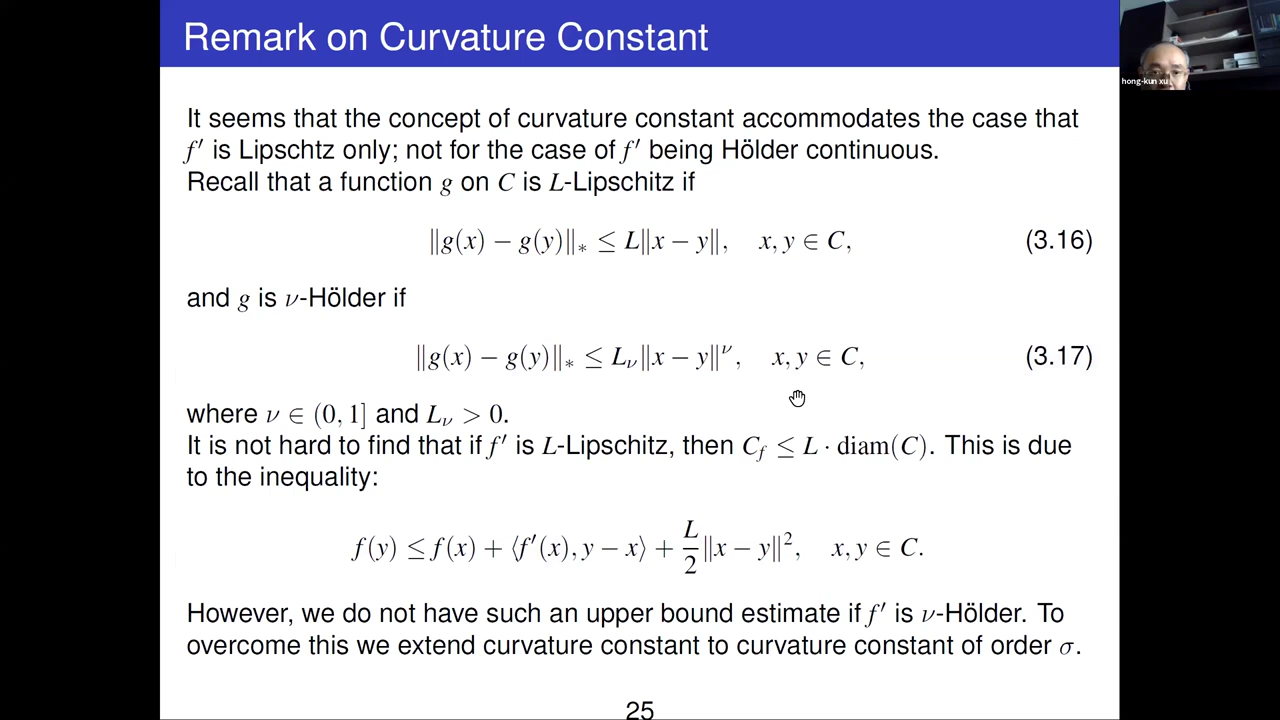 Remark on Curvature Constant
hong-kun xu
It seems that the concept of curvature constant accommodates the case that
f′ is Lipschtz only; not for the case of f′ being Hölder continuous.
Recall that a function g on C is L-Lipschitz if
‖g(x) − g(y)‖∗ ≤ L‖x − y‖, x, y ∈ C, (3.16)
and g is ν-Hölder if
‖g(x) − g(y)‖∗ ≤ Lν‖x − y‖^ν, x, y ∈ C, (3.17)
where ν ∈ (0, 1] and Lν > 0.
It is not hard to find that if f′ is L-Lipschitz, then Cf ≤ L · diam(C). This is due
to the inequality:
f(y) ≤ f(x) + ⟨f′(x), y − x⟩ + L/2 ‖x − y‖², x, y ∈ C.
However, we do not have such an upper bound estimate if f′ is ν-Hölder. To
overcome this we extend curvature constant to curvature constant of order σ.
25